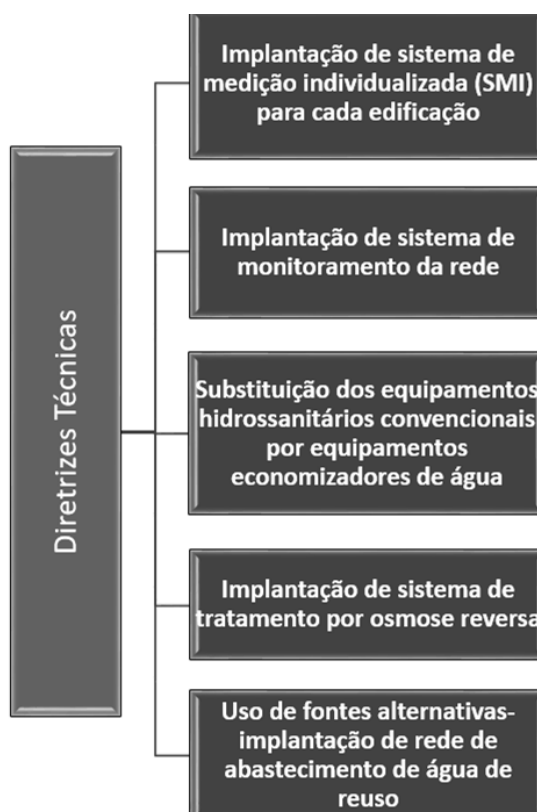 Diretrizes Técnicas
Implantação de sistema de
medição individualizada (SMI)
para cada edificação
Implantação de sistema de
monitoramento da rede
Substituição dos equipamentos
hidrossanitários convencionais
por equipamentos
economizadores de água
Implantação de sistema de
tratamento por osmose reversa
Uso de fontes alternativas-
implantação de rede de
abastecimento de água de
reuso